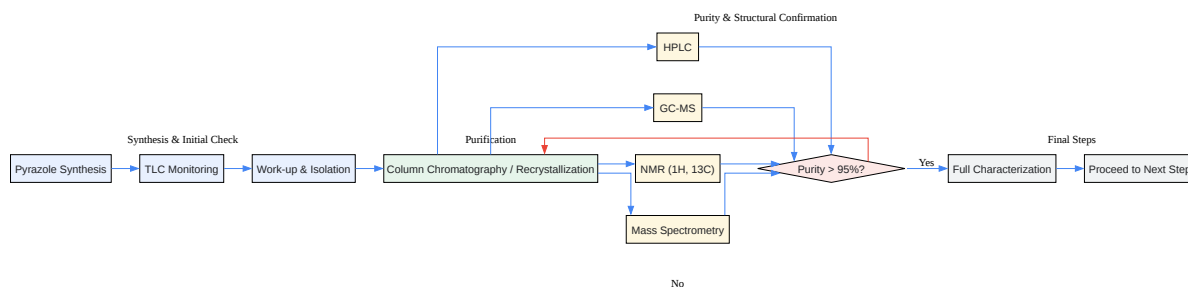 Purity & Structural Confirmation
HPLC
GC-MS
Synthesis & Initial Check
Purification
Final Steps
Pyrazole Synthesis
TLC Monitoring
Work-up & Isolation
Column Chromatography / Recrystallization
NMR (1H, 13C)
Purity > 95%?
Yes
Full Characterization
Proceed to Next Step
Mass Spectrometry
No